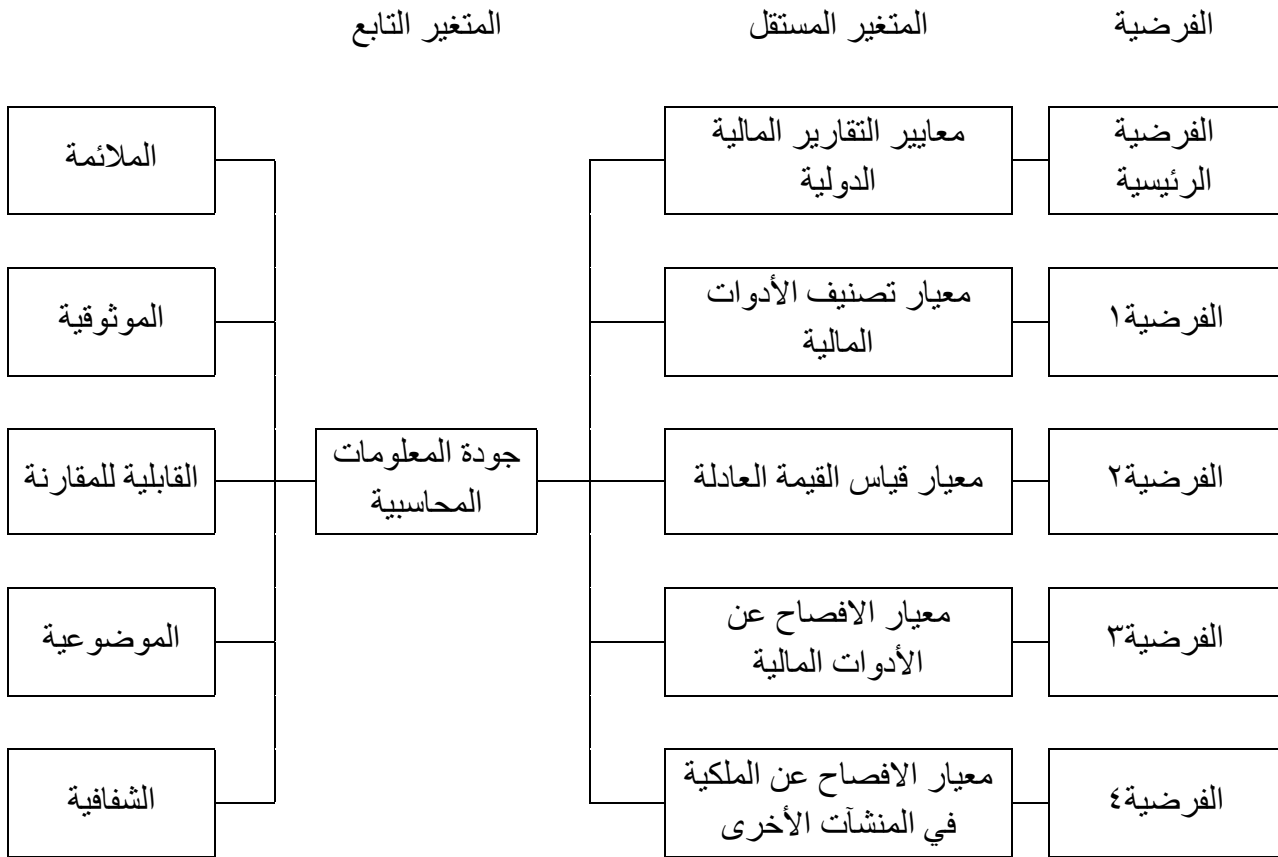 الفرضية
المتغير المستقل
المتغير التابع
الفرضية
الرئيسية
معايير التقارير المالية
الدولية
الملائمة
الفرضية١
معيار تصنيف الأدوات
المالية
الموثوقية
الفرضية٢
معيار قياس القيمة العادلة
جودة المعلومات
المحاسبية
القابلية للمقارنة
الفرضية٣
معيار الافصاح عن
الأدوات المالية
الموضوعية
الفرضية٤
معيار الافصاح عن الملكية
في المنشآت الأخرى
الشفافية